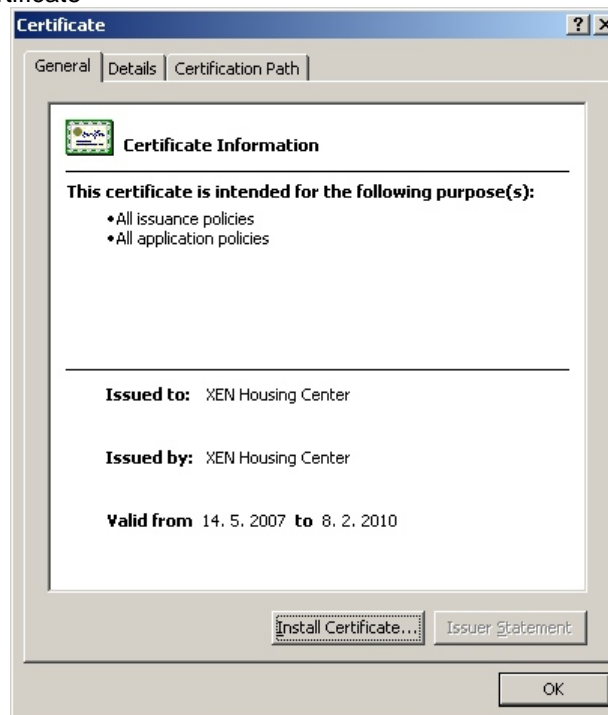 Certificate
General Details Certification Path
Certificate Information
This certificate is intended for the following purpose(s):
•All issuance policies
•All application policies
Issued to: XEN Housing Center
Issued by: XEN Housing Center
Valid from 14. 5. 2007 to 8. 2. 2010
Install Certificate... Issuer Statement
OK